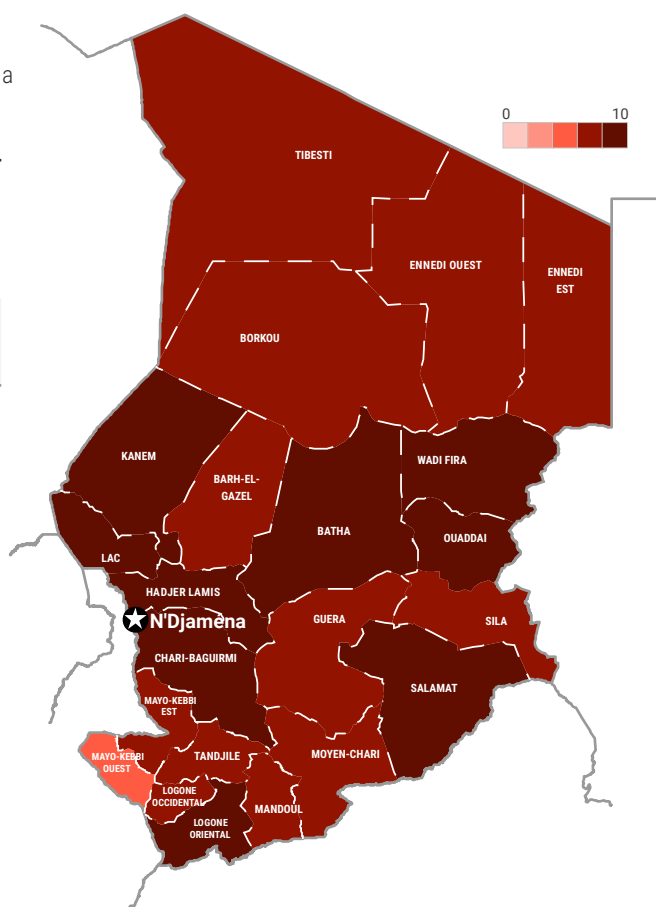 a
0 10
TIBESTI
ENNEDI OUEST
ENNEDI
EST
BORKOU
KANEM
WADI FIRA
BARH-EL-
GAZEL
BATHA
OUADDAI
LAC
HADJER LAMIS
N'Djamena
GUERA
SILA
CHARI-BAGUIRMI
SALAMAT
MAYO-KEBBI
EST
MAYO-KEBBI
OUEST
TANDJILE
MOYEN-CHARI
LOGONE
OCCIDENTAL
MANDOUL
LOGONE
ORIENTAL